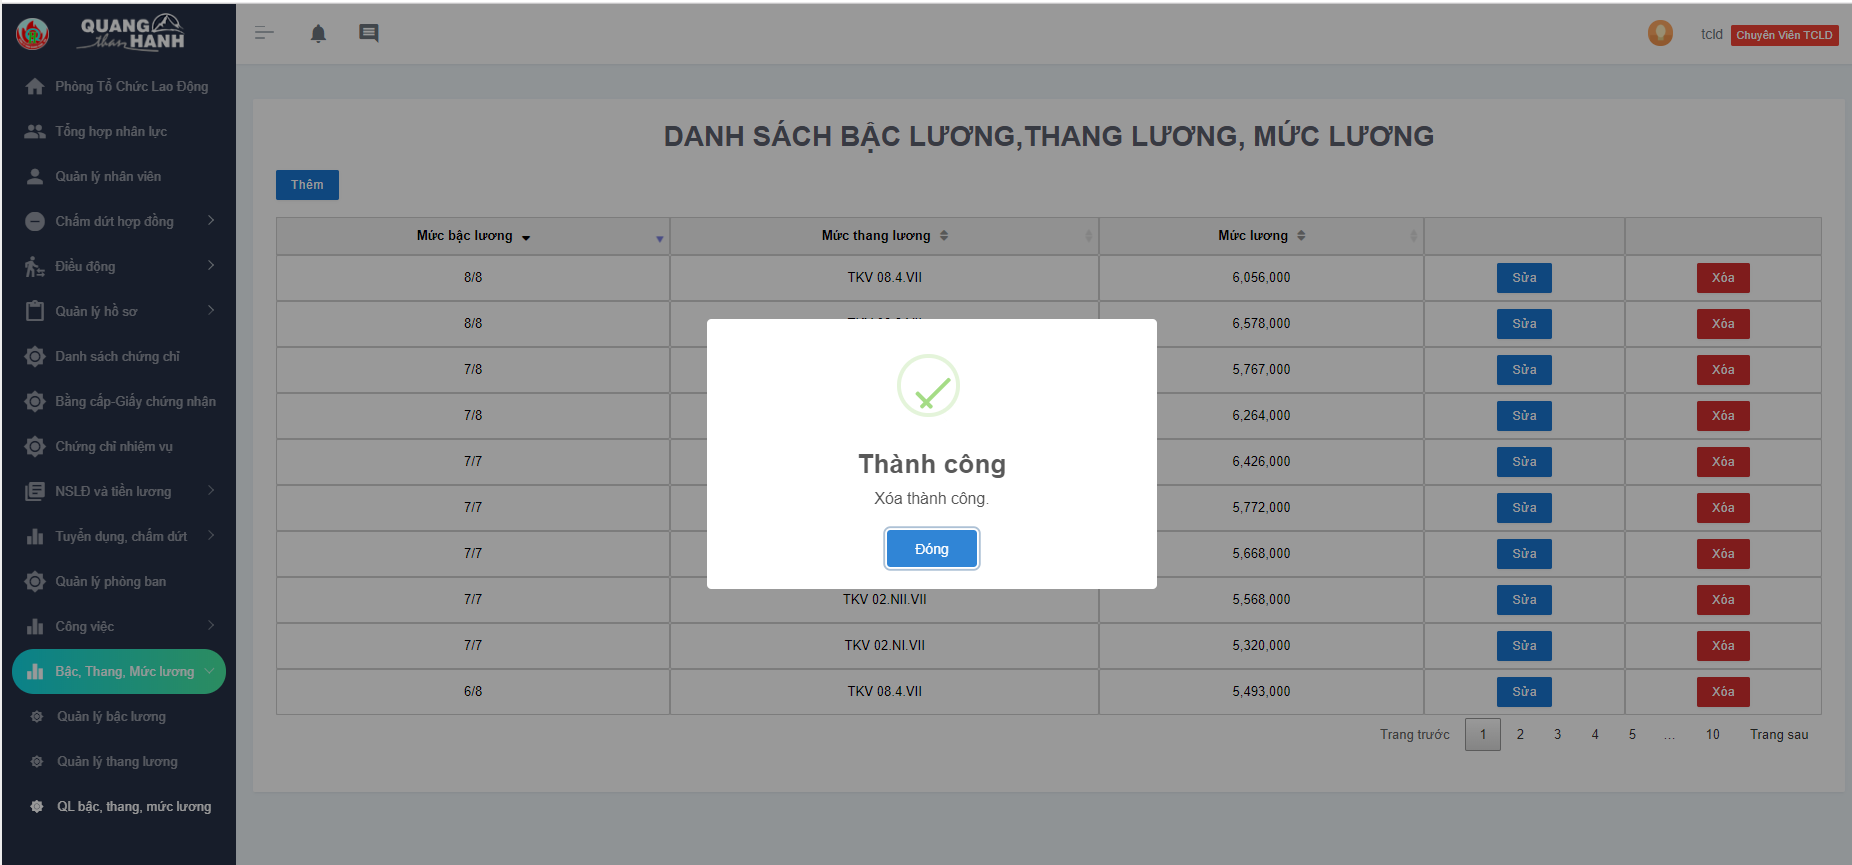 QUANG
than HANH
tcld Chuyên Viên TCLD
Phòng Tổ Chức Lao Động
Tổng hợp nhân lực
Quản lý nhân viên
Chấm dứt hợp đồng
Điều động
Quản lý hồ sơ
Danh sách chứng chỉ
Bằng cấp-Giấy chứng nhận
Chứng chỉ nhiệm vụ
NSLĐ và tiền lương
Tuyển dụng, chấm dứt
Quản lý phòng ban
Công việc
Bậc, Thang, Mức lương
Quản lý bậc lương
Quản lý thang lương
QL bậc, thang, mức lương
DANH SÁCH BẬC LƯƠNG,THANG LƯƠNG, MỨC LƯƠNG
Thêm
Mức bậc lương Mức thang lương Mức lương
8/8 TKV 08.4.VII 6,056,000 Sửa Xóa
8/8 6,578,000 Sửa Xóa
7/8 5,767,000 Sửa Xóa
7/8 6,264,000 Sửa Xóa
7/7 6,426,000 Sửa Xóa
7/7 5,772,000 Sửa Xóa
7/7 5,668,000 Sửa Xóa
7/7 TKV 02.NII.VII 5,568,000 Sửa Xóa
7/7 TKV 02.NI.VII 5,320,000 Sửa Xóa
6/8 TKV 08.4.VII 5,493,000 Sửa Xóa
Trang trước 1 2 3 4 5 ... 10 Trang sau
Thành công
Xóa thành công.
Đóng